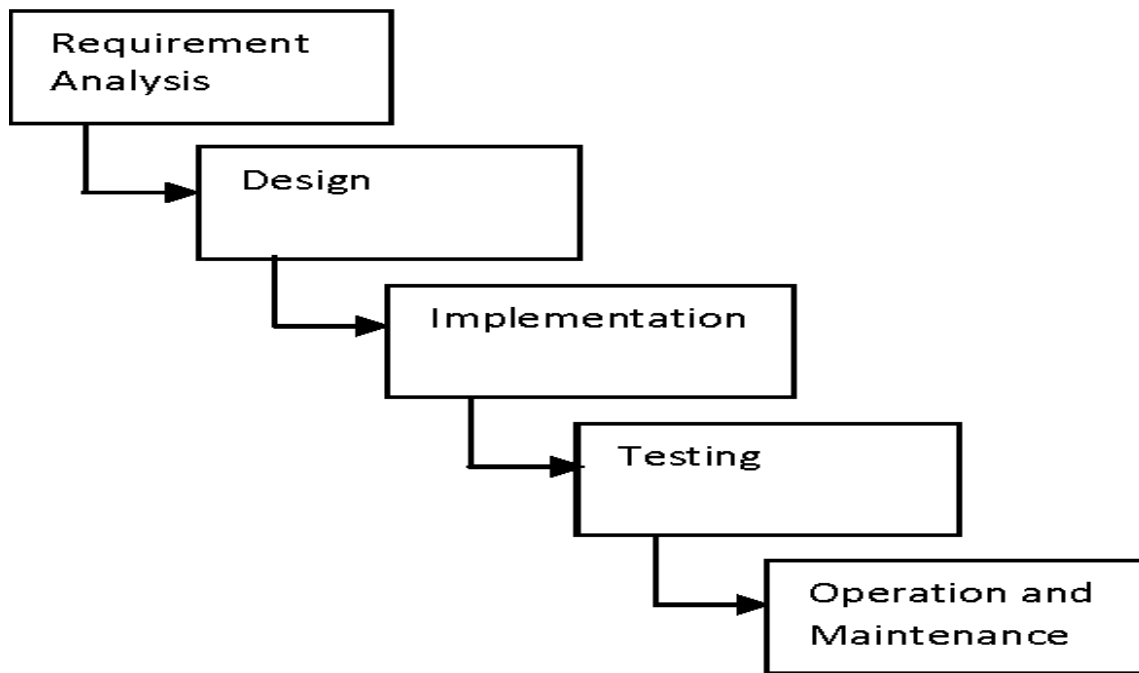 Requirement
Analysis
Design
Implementation
Testing
Operation and
Maintenance